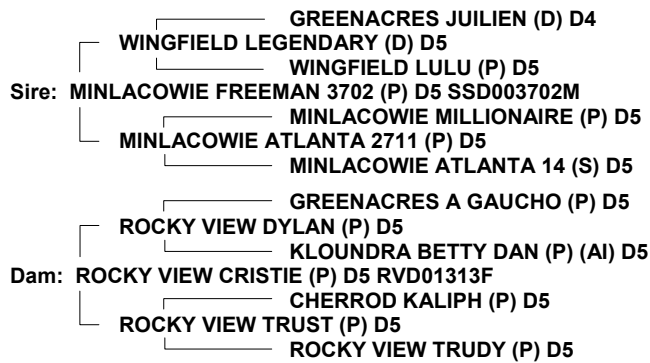 GREENACRES JUILIEN (D) D4
WINGFIELD LEGENDARY (D) D5
WINGFIELD LULU (P) D5
Sire: MINLACOWIE FREEMAN 3702 (P) D5 SSD003702M
MINLACOWIE MILLIONAIRE (P) D5
MINLACOWIE ATLANTA 2711 (P) D5
MINLACOWIE ATLANTA 14 (S) D5
GREENACRES A GAUCHO (P) D5
ROCKY VIEW DYLAN (P) D5
KLOUNDRA BETTY DAN (P) (AI) D5
Dam: ROCKY VIEW CRISTIE (P) D5 RVD01313F
CHERROD KALIPH (P) D5
ROCKY VIEW TRUST (P) D5
ROCKY VIEW TRUDY (P) D5